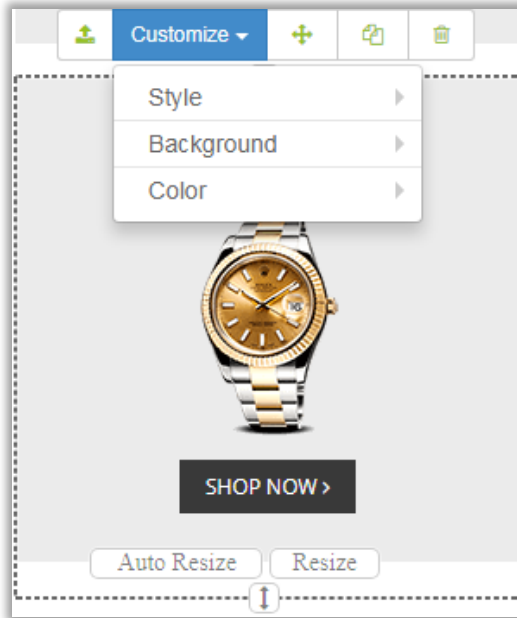 Customize
Style
Background
Color
SHOP NOW
Auto Resize
Resize